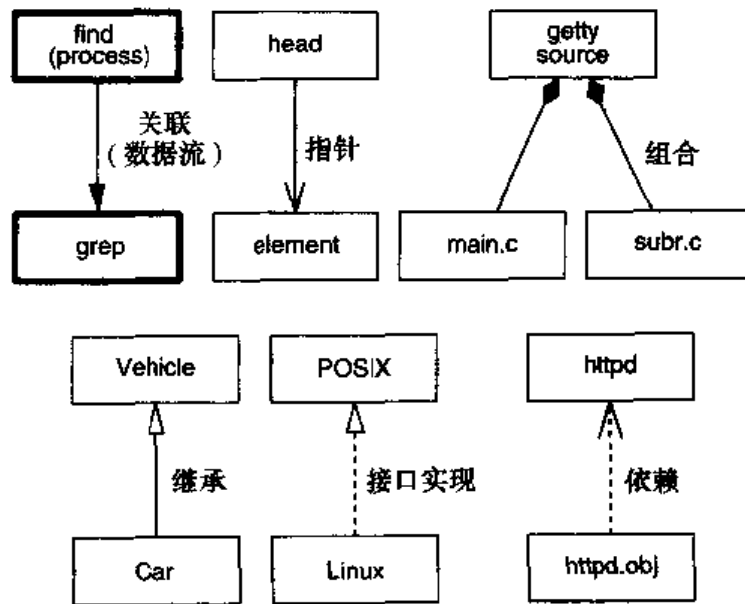 find
(process)
head
getty
source
关联
(数据流)
指针
组合
grep
element
main.c
subr.c
Vehicle
POSIX
httpd
继承
接口实现
依赖
Car
Linux
httpd.obj